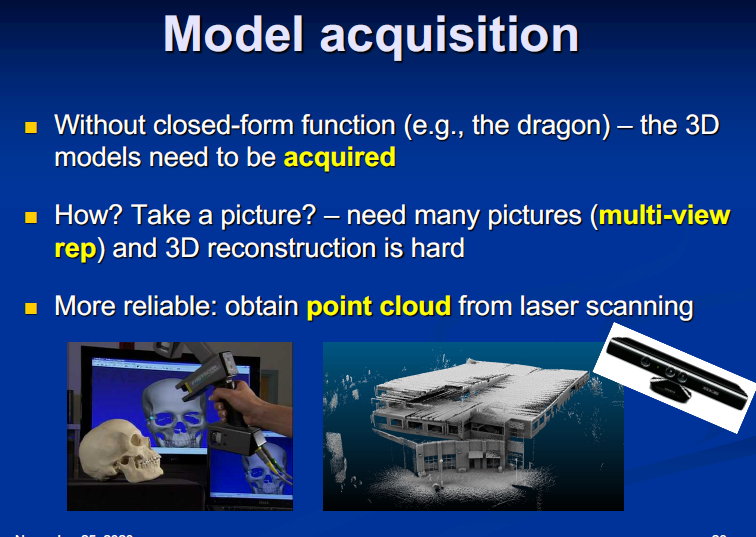 Model acquisition
Without closed-form function (e.g., the dragon) – the 3D
models need to be acquired
How? Take a picture? – need many pictures (multi-view
rep) and 3D reconstruction is hard
More reliable: obtain point cloud from laser scanning